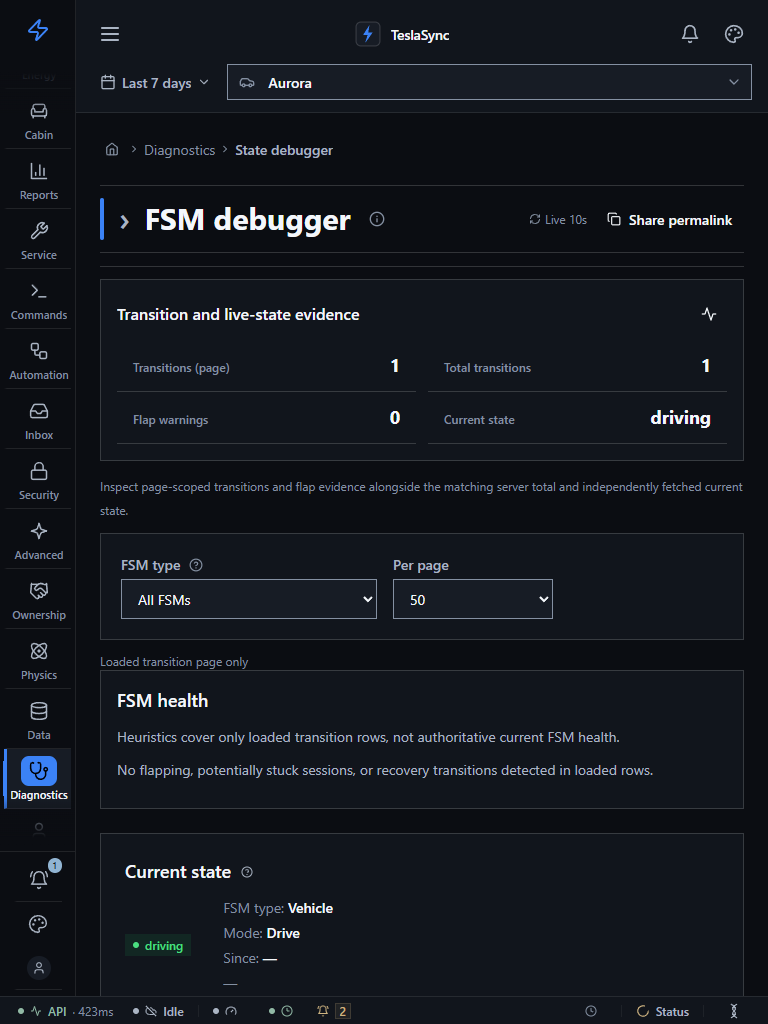 TeslaSync
Last 7 days
Aurora
Energy
Cabin
Reports
Service
Commands
Automation
Inbox
Security
Advanced
Ownership
Physics
Data
Diagnostics
1
Diagnostics
State debugger
FSM debugger
Live 10s
Share permalink
Transition and live-state evidence
Transitions (page) 1
Total transitions 1
Flap warnings 0
Current state driving
Inspect page-scoped transitions and flap evidence alongside the matching server total and independently fetched current
state.
FSM type
Per page
All FSMs
50
Loaded transition page only
FSM health
Heuristics cover only loaded transition rows, not authoritative current FSM health.
No flapping, potentially stuck sessions, or recovery transitions detected in loaded rows.
Current state
driving
FSM type: Vehicle
Mode: Drive
Since: —
—
API · 423ms
Idle
2
Status